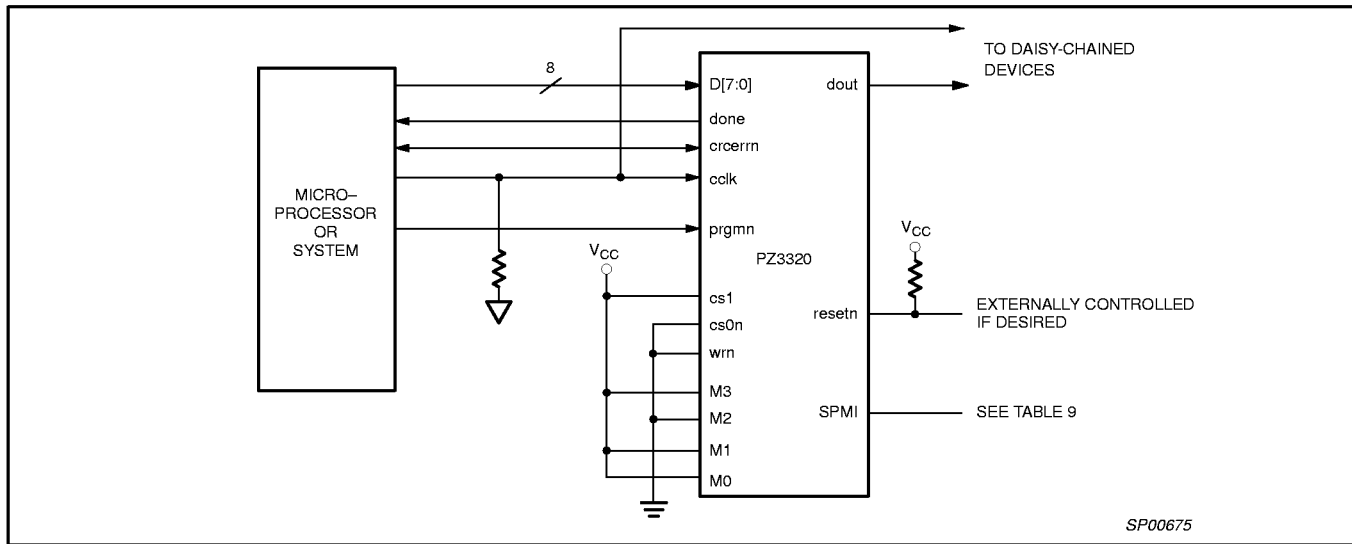 TO DAISY-CHAINED
DEVICES
8
D[7:0]
dout
done
crcerrn
cclk
MICRO–
PROCESSOR
OR
SYSTEM
prgmn
VCC
PZ3320
VCC
cs1
resetn
EXTERNALLY CONTROLLED
IF DESIRED
cs0n
wrn
M3
M2
SPMI
SEE TABLE 9
M1
M0
SP00675